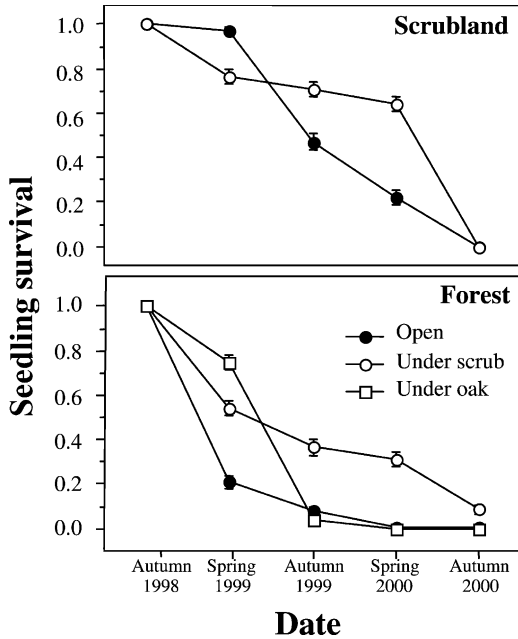 Scrubland
1.0
0.8
0.6
0.4
0.2
0.0
Seedling survival
Forest
1.0
0.8
0.6
0.4
0.2
0.0
Open
Under scrub
Under oak
Autumn 1998
Spring 1999
Autumn 1999
Spring 2000
Autumn 2000
Date